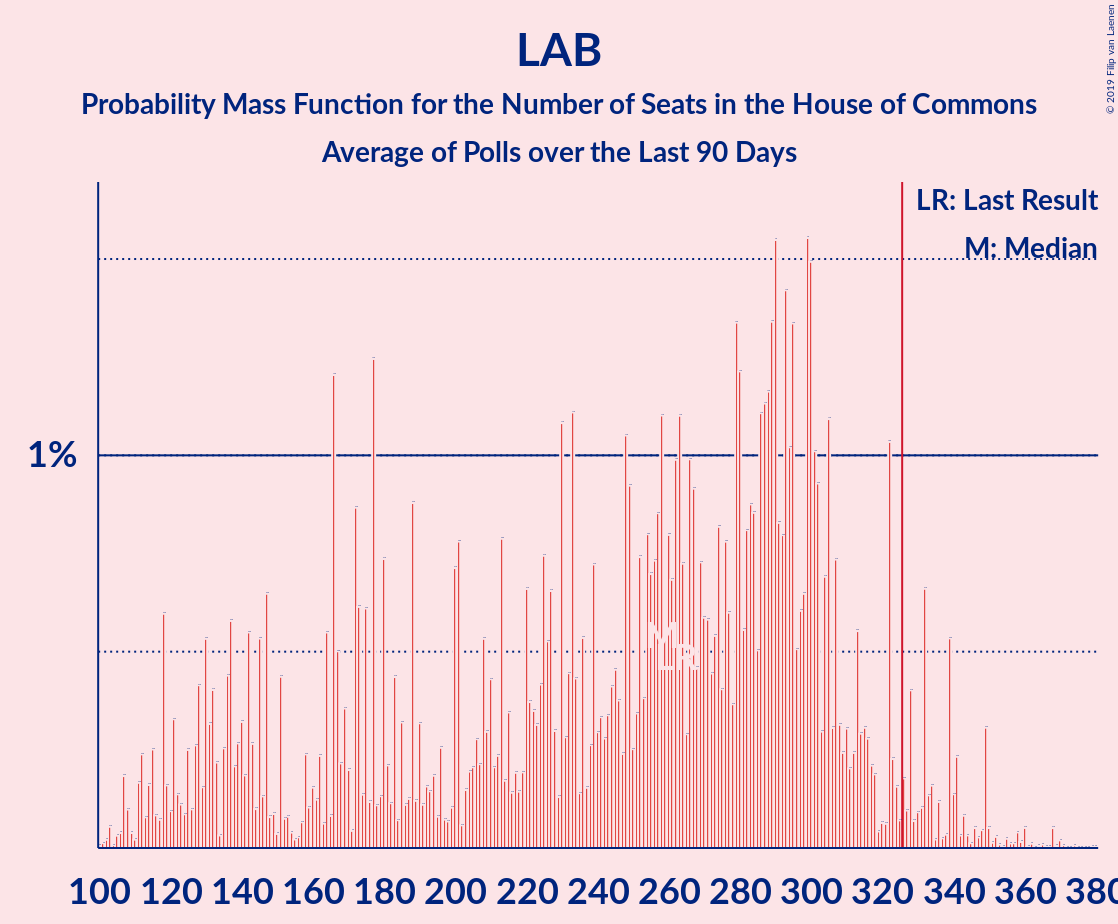 LAB
Probability Mass Function for the Number of Seats in the House of Commons
Average of Polls over the Last 90 Days
© 2019 Filip van Laenen
LR: Last Result
M: Median
1%
M
LR
100 120 140 160 180 200 220 240 260 280 300 320 340 360 380